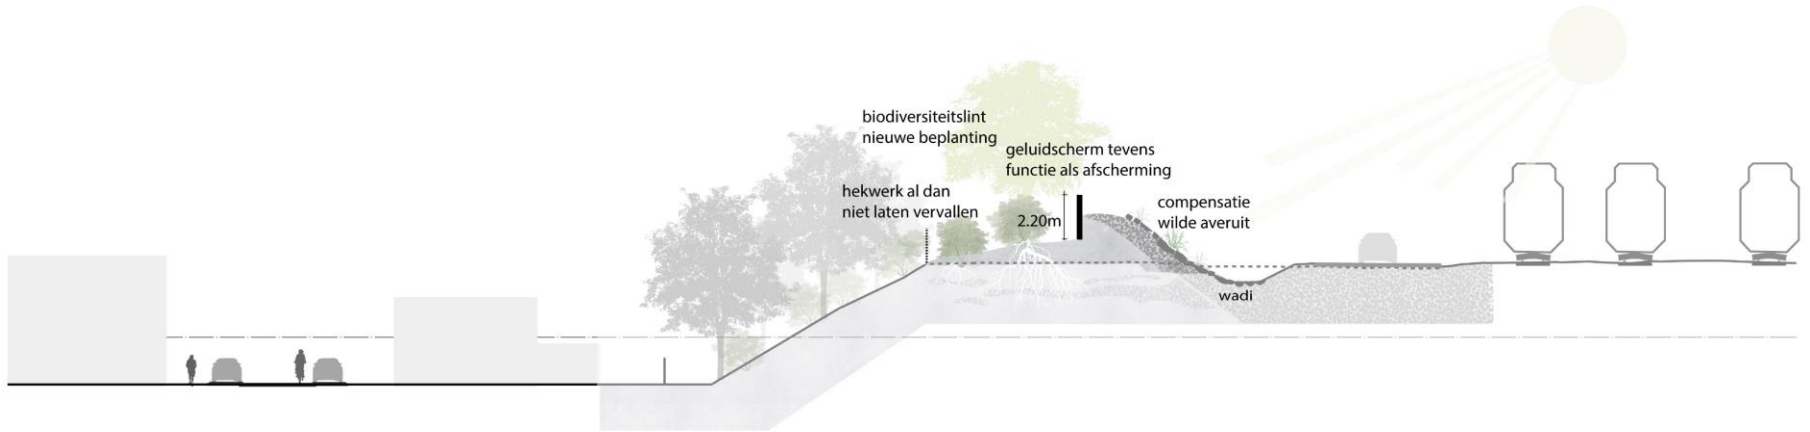 biodiversiteitslint
nieuwe beplanting
geluidscherm tevens
functie als afscherming
hekwerk al dan
niet laten vervallen
2.20m
compensatie
wilde averuit
wadi